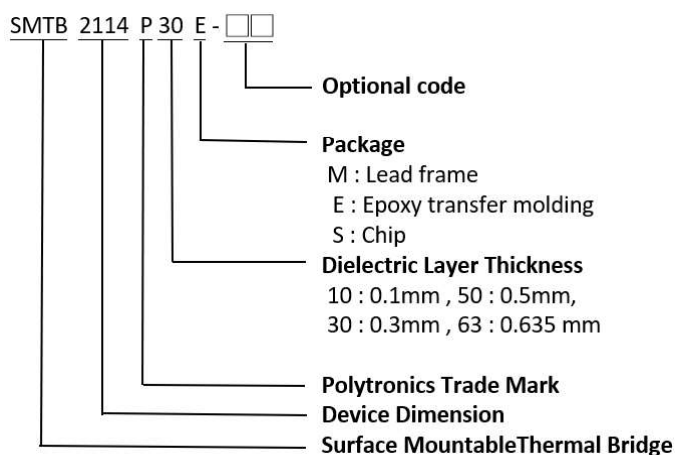 SMTB 2114 P 30 E - □□
Optional code
Package
M : Lead frame
E : Epoxy transfer molding
S : Chip
Dielectric Layer Thickness
10 : 0.1mm , 50 : 0.5mm,
30 : 0.3mm , 63 : 0.635 mm
Polytronics Trade Mark
Device Dimension
Surface MountableThermal Bridge